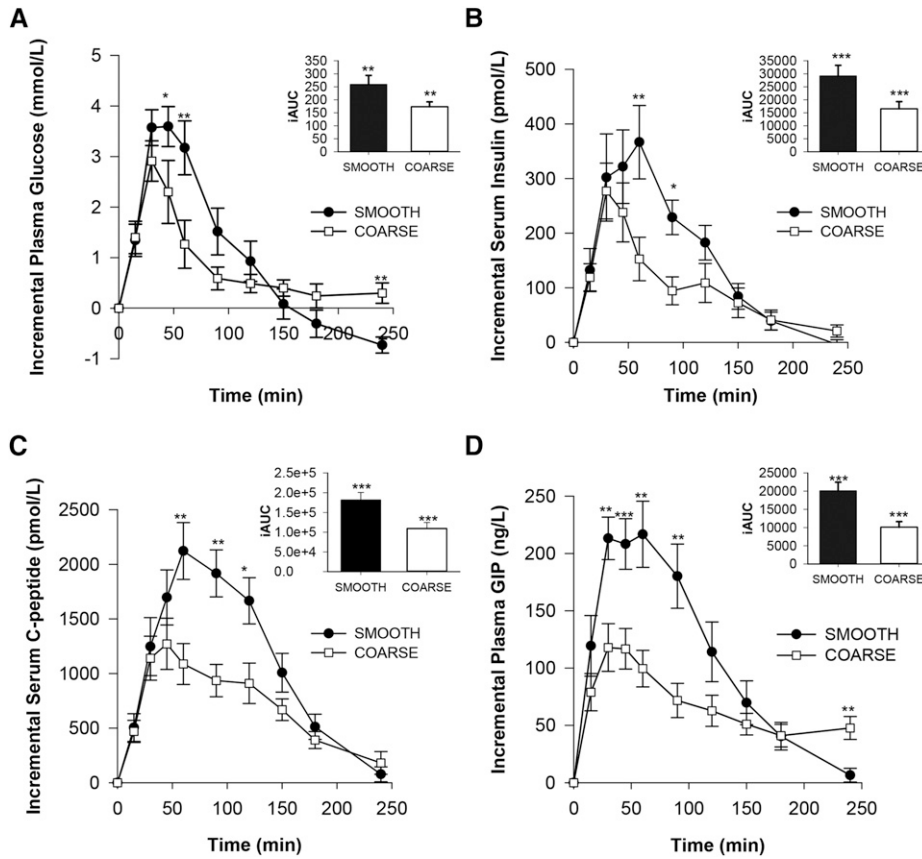 A
Incremental Plasma Glucose (mmol/L)
5
4
3
2
1
0
-1
0 50 100 150 200 250
Time (min)
* ** **
iAUC
350
300
250
200
150
100
50
0
** **
SMOOTH COARSE
SMOOTH
COARSE
B
Incremental Serum Insulin (pmol/L)
500
400
300
200
100
0
0 50 100 150 200 250
Time (min)
** *
iAUC
35000
30000
25000
20000
15000
10000
5000
0
*** ***
SMOOTH COARSE
SMOOTH
COARSE
C
Incremental Serum C-peptide (pmol/L)
2500
2000
1500
1000
500
0
0 50 100 150 200 250
Time (min)
** ** *
iAUC
2.5e+5
2.0e+5
1.5e+5
1.0e+5
5.0e+4
0.0
*** ***
SMOOTH COARSE
SMOOTH
COARSE
D
Incremental Plasma GIP (ng/L)
250
200
150
100
50
0
0 50 100 150 200 250
Time (min)
** *** ** ** **
iAUC
20000
15000
10000
5000
0
*** ***
SMOOTH COARSE
SMOOTH
COARSE